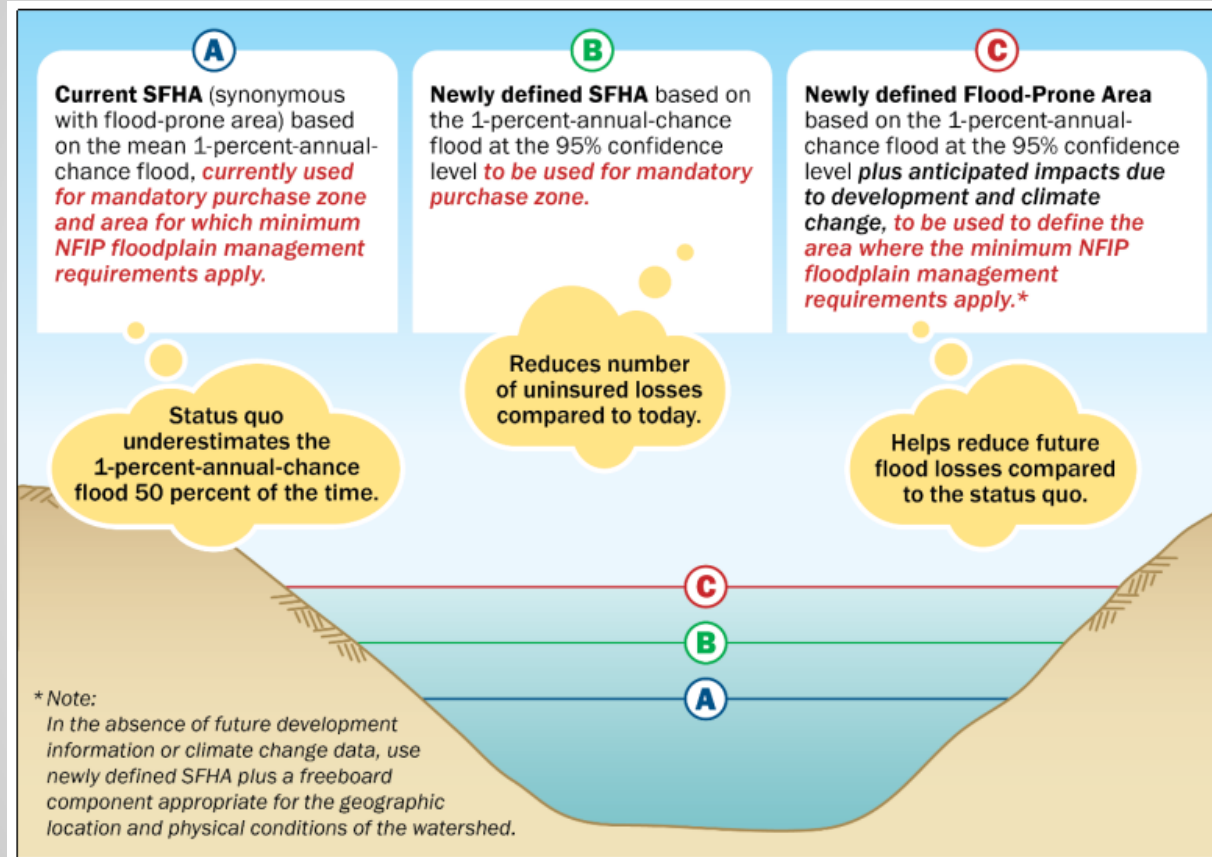 A
Current SFHA (synonymous
with flood-prone area) based
on the mean 1-percent-annual-
chance flood, currently used
for mandatory purchase zone
and area for which minimum
NFIP floodplain management
requirements apply.
B
Newly defined SFHA based on
the 1-percent-annual-chance
flood at the 95% confidence
level to be used for mandatory
purchase zone.
C
Newly defined Flood-Prone Area
based on the 1-percent-annual-
chance flood at the 95% confidence
level plus anticipated impacts due
to development and climate
change, to be used to define the
area where the minimum NFIP
floodplain management
requirements apply.*
Status quo
underestimates the
1-percent-annual-chance
flood 50 percent of the time.
Reduces number
of uninsured losses
compared to today.
Helps reduce future
flood losses compared
to the status quo.
C
B
A
* Note:
In the absence of future development
information or climate change data, use
newly defined SFHA plus a freeboard
component appropriate for the geographic
location and physical conditions of the watershed.